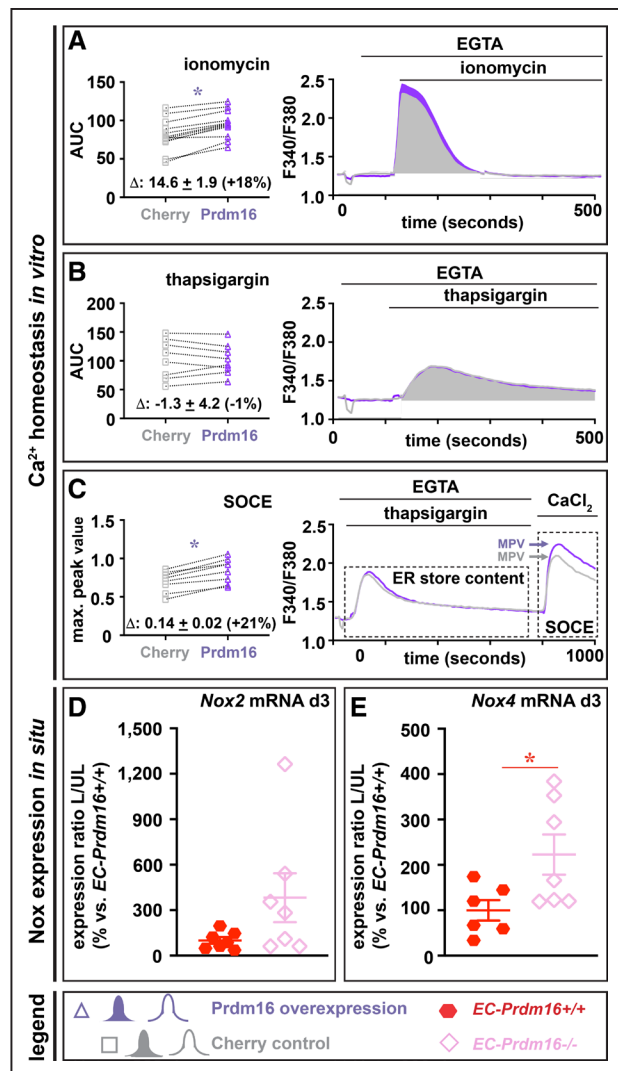 Ca²⁺ homeostasis in vitro
A
ionomycin
AUC
150
100
50
0
*
Δ: 14.6 ± 1.9 (+18%)
Cherry Prdm16
EGTA
ionomycin
F340/F380
2.5
2.0
1.5
1.0
0 500
time (seconds)
B
thapsigargin
AUC
200
150
100
50
0
Δ: -1.3 ± 4.2 (-1%)
Cherry Prdm16
EGTA
thapsigargin
F340/F380
2.5
2.0
1.5
1.0
0 500
time (seconds)
C
SOCE
max. peak value
1.5
1.0
0.5
0
*
Δ: 0.14 ± 0.02 (+21%)
Cherry Prdm16
EGTA
thapsigargin
CaCl₂
F340/F380
2.5
2.0
1.5
1.0
MPV
MPV
ER store content
SOCE
0 1000
time (seconds)
Nox expression in situ
D
Nox2 mRNA d3
expression ratio L/UL
(% vs. EC-Prdm16+/+)
1,500
1,200
900
600
300
0
E
Nox4 mRNA d3
expression ratio L/UL
(% vs. EC-Prdm16+/+)
500
400
300
200
100
0
*
legend
Prdm16 overexpression
Cherry control
EC-Prdm16+/+
EC-Prdm16-/-